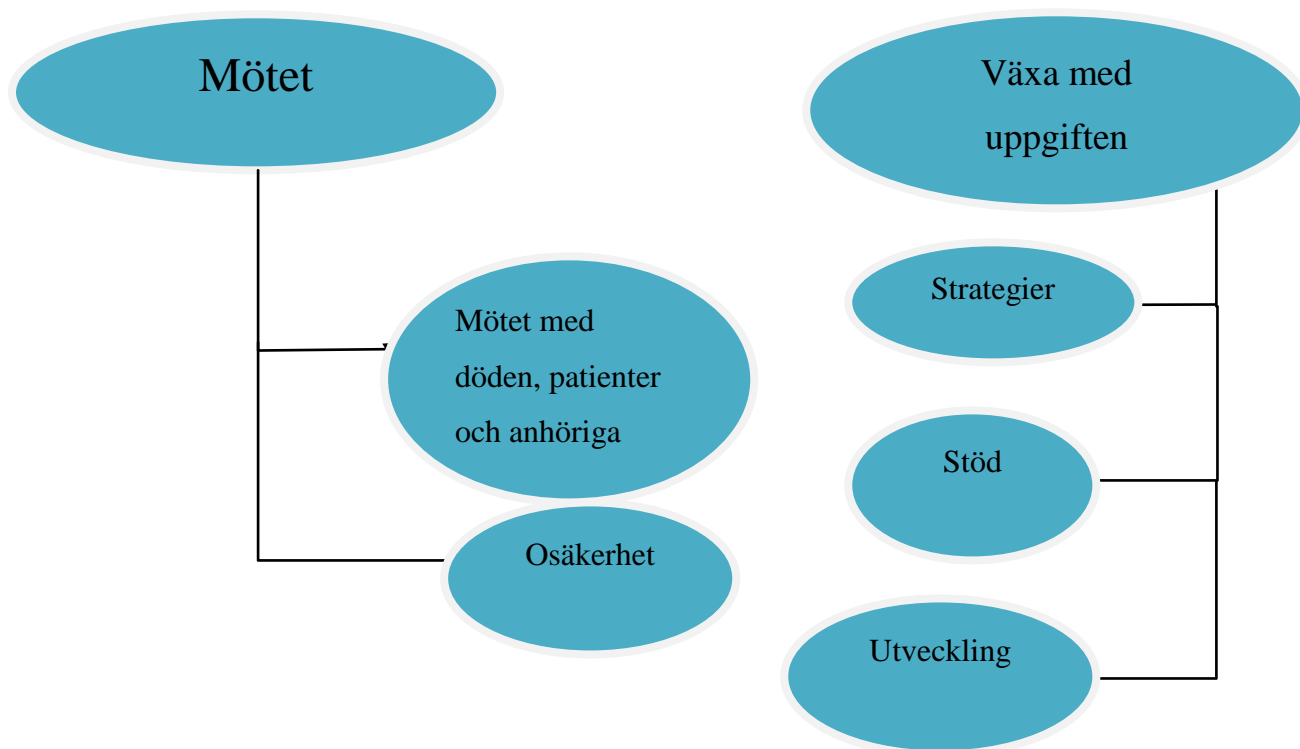 Mötet
Mötet med
döden, patienter
och anhöriga
Osäkerhet
Växa med
uppgiften
Strategier
Stöd
Utveckling